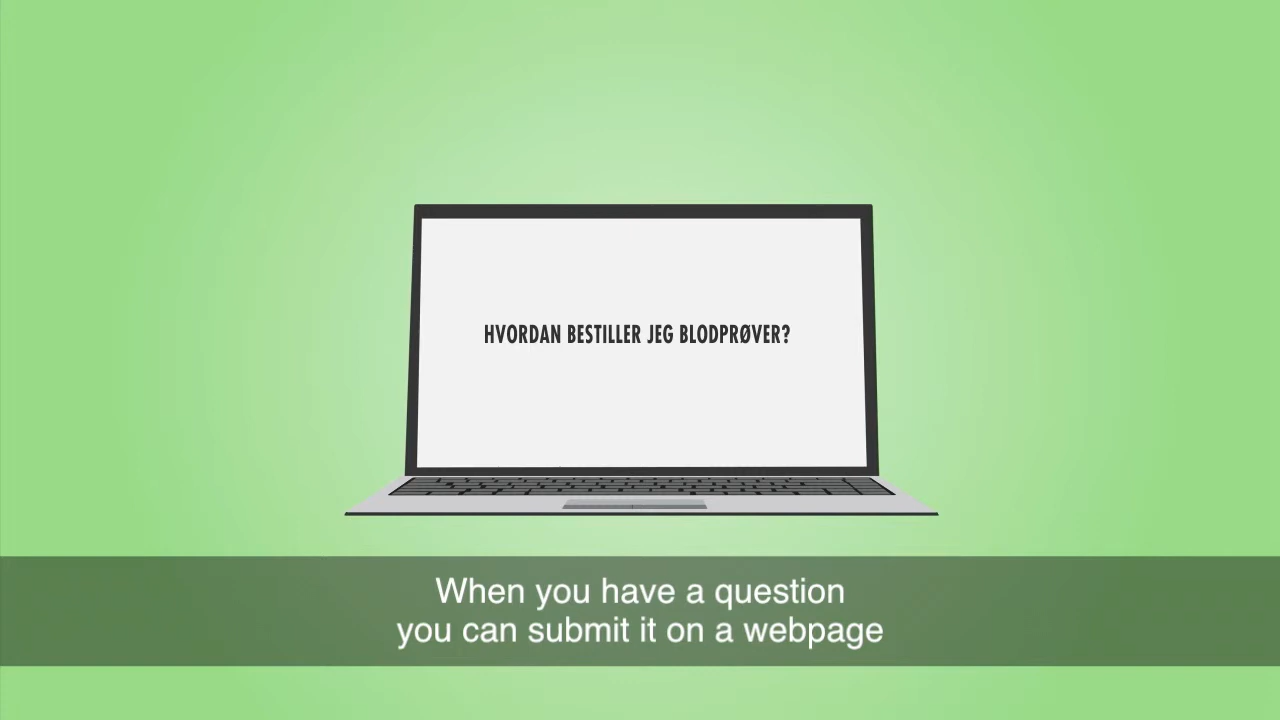 HVORDAN BESTILLER JEG BLODPRØVER?
When you have a question
you can submit it on a webpage